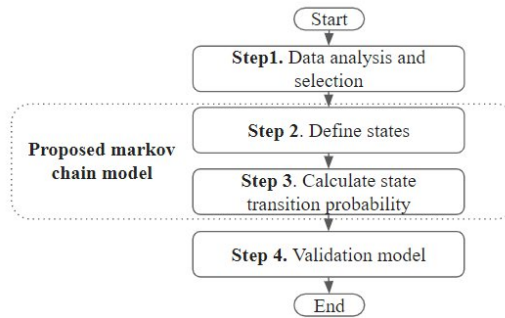 Start
Step1. Data analysis and
selection
Step 2. Define states
Proposed markov
chain model
Step 3. Calculate state
transition probability
Step 4. Validation model
End